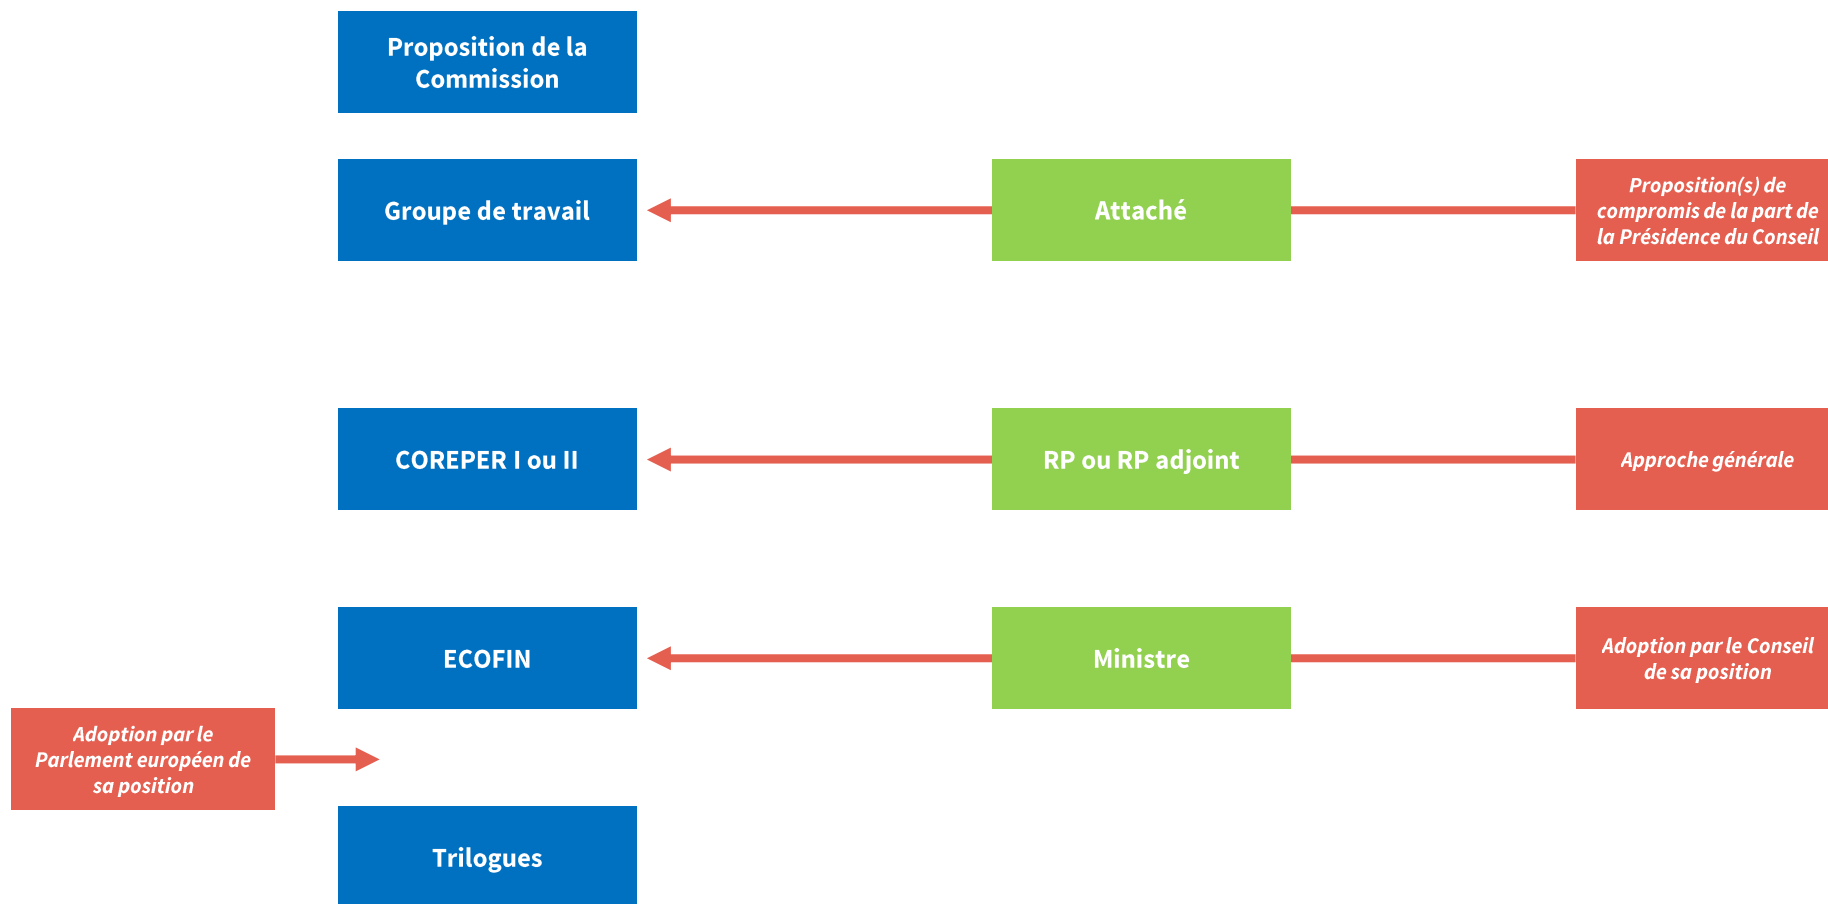 Proposition de la
Commission
Groupe de travail
Attaché
Proposition(s) de
compromis de la part de
la Présidence du Conseil
COREPER I ou II
RP ou RP adjoint
Approche générale
ECOFIN
Ministre
Adoption par le Conseil
de sa position
Adoption par le
Parlement européen de
sa position
Trilogues